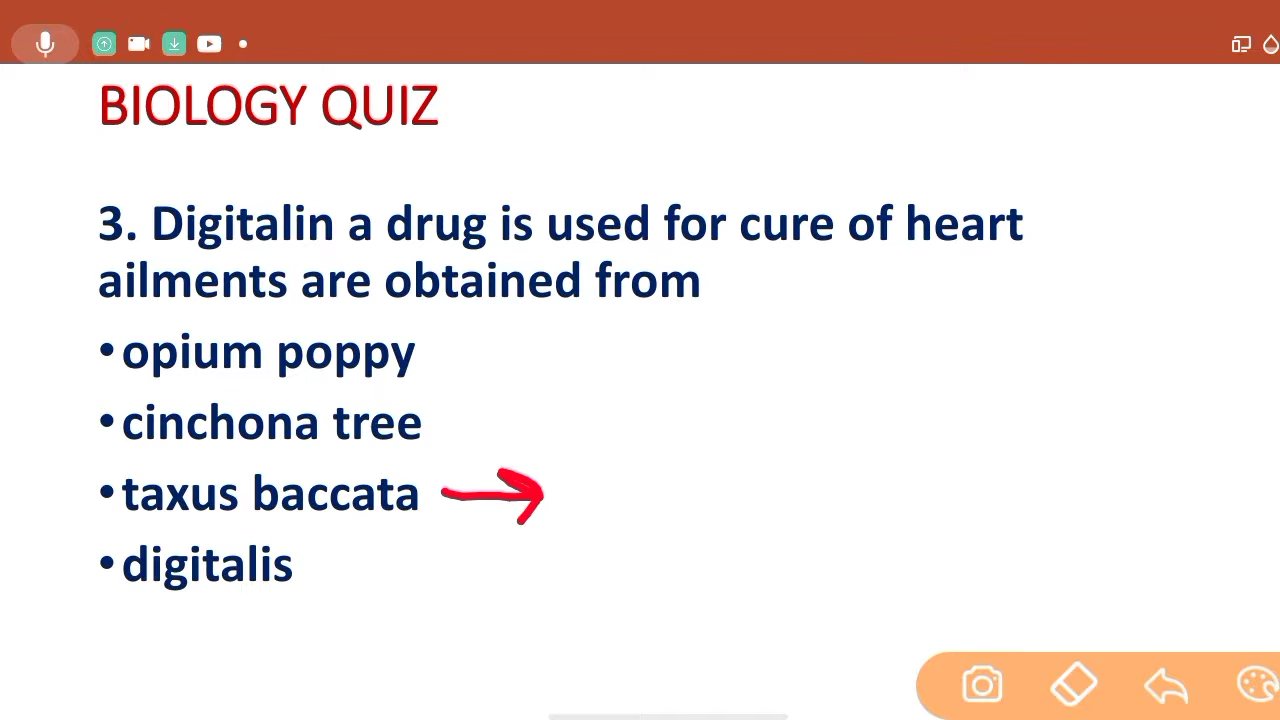 BIOLOGY QUIZ
3. Digitalin a drug is used for cure of heart
ailments are obtained from
•opium poppy
•cinchona tree
•taxus baccata
•digitalis